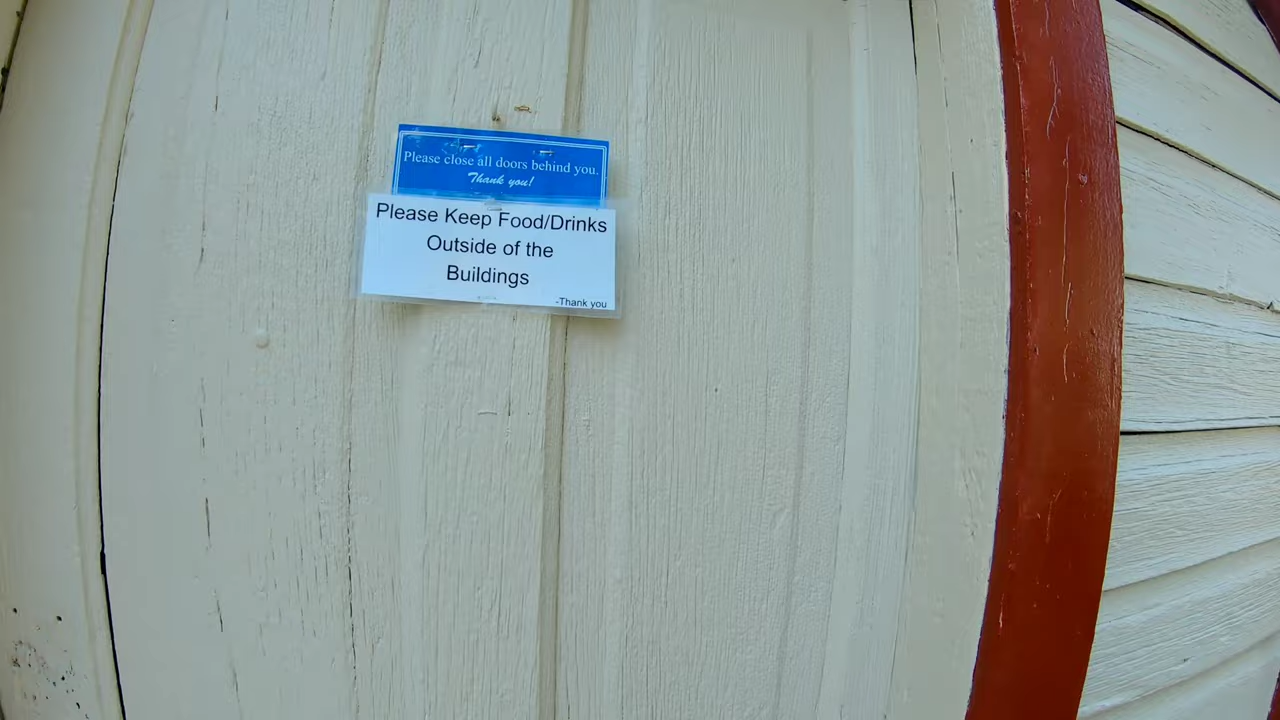 Please close all doors behind you.
Thank you!
Please Keep Food/Drinks
Outside of the
Buildings
-Thank you